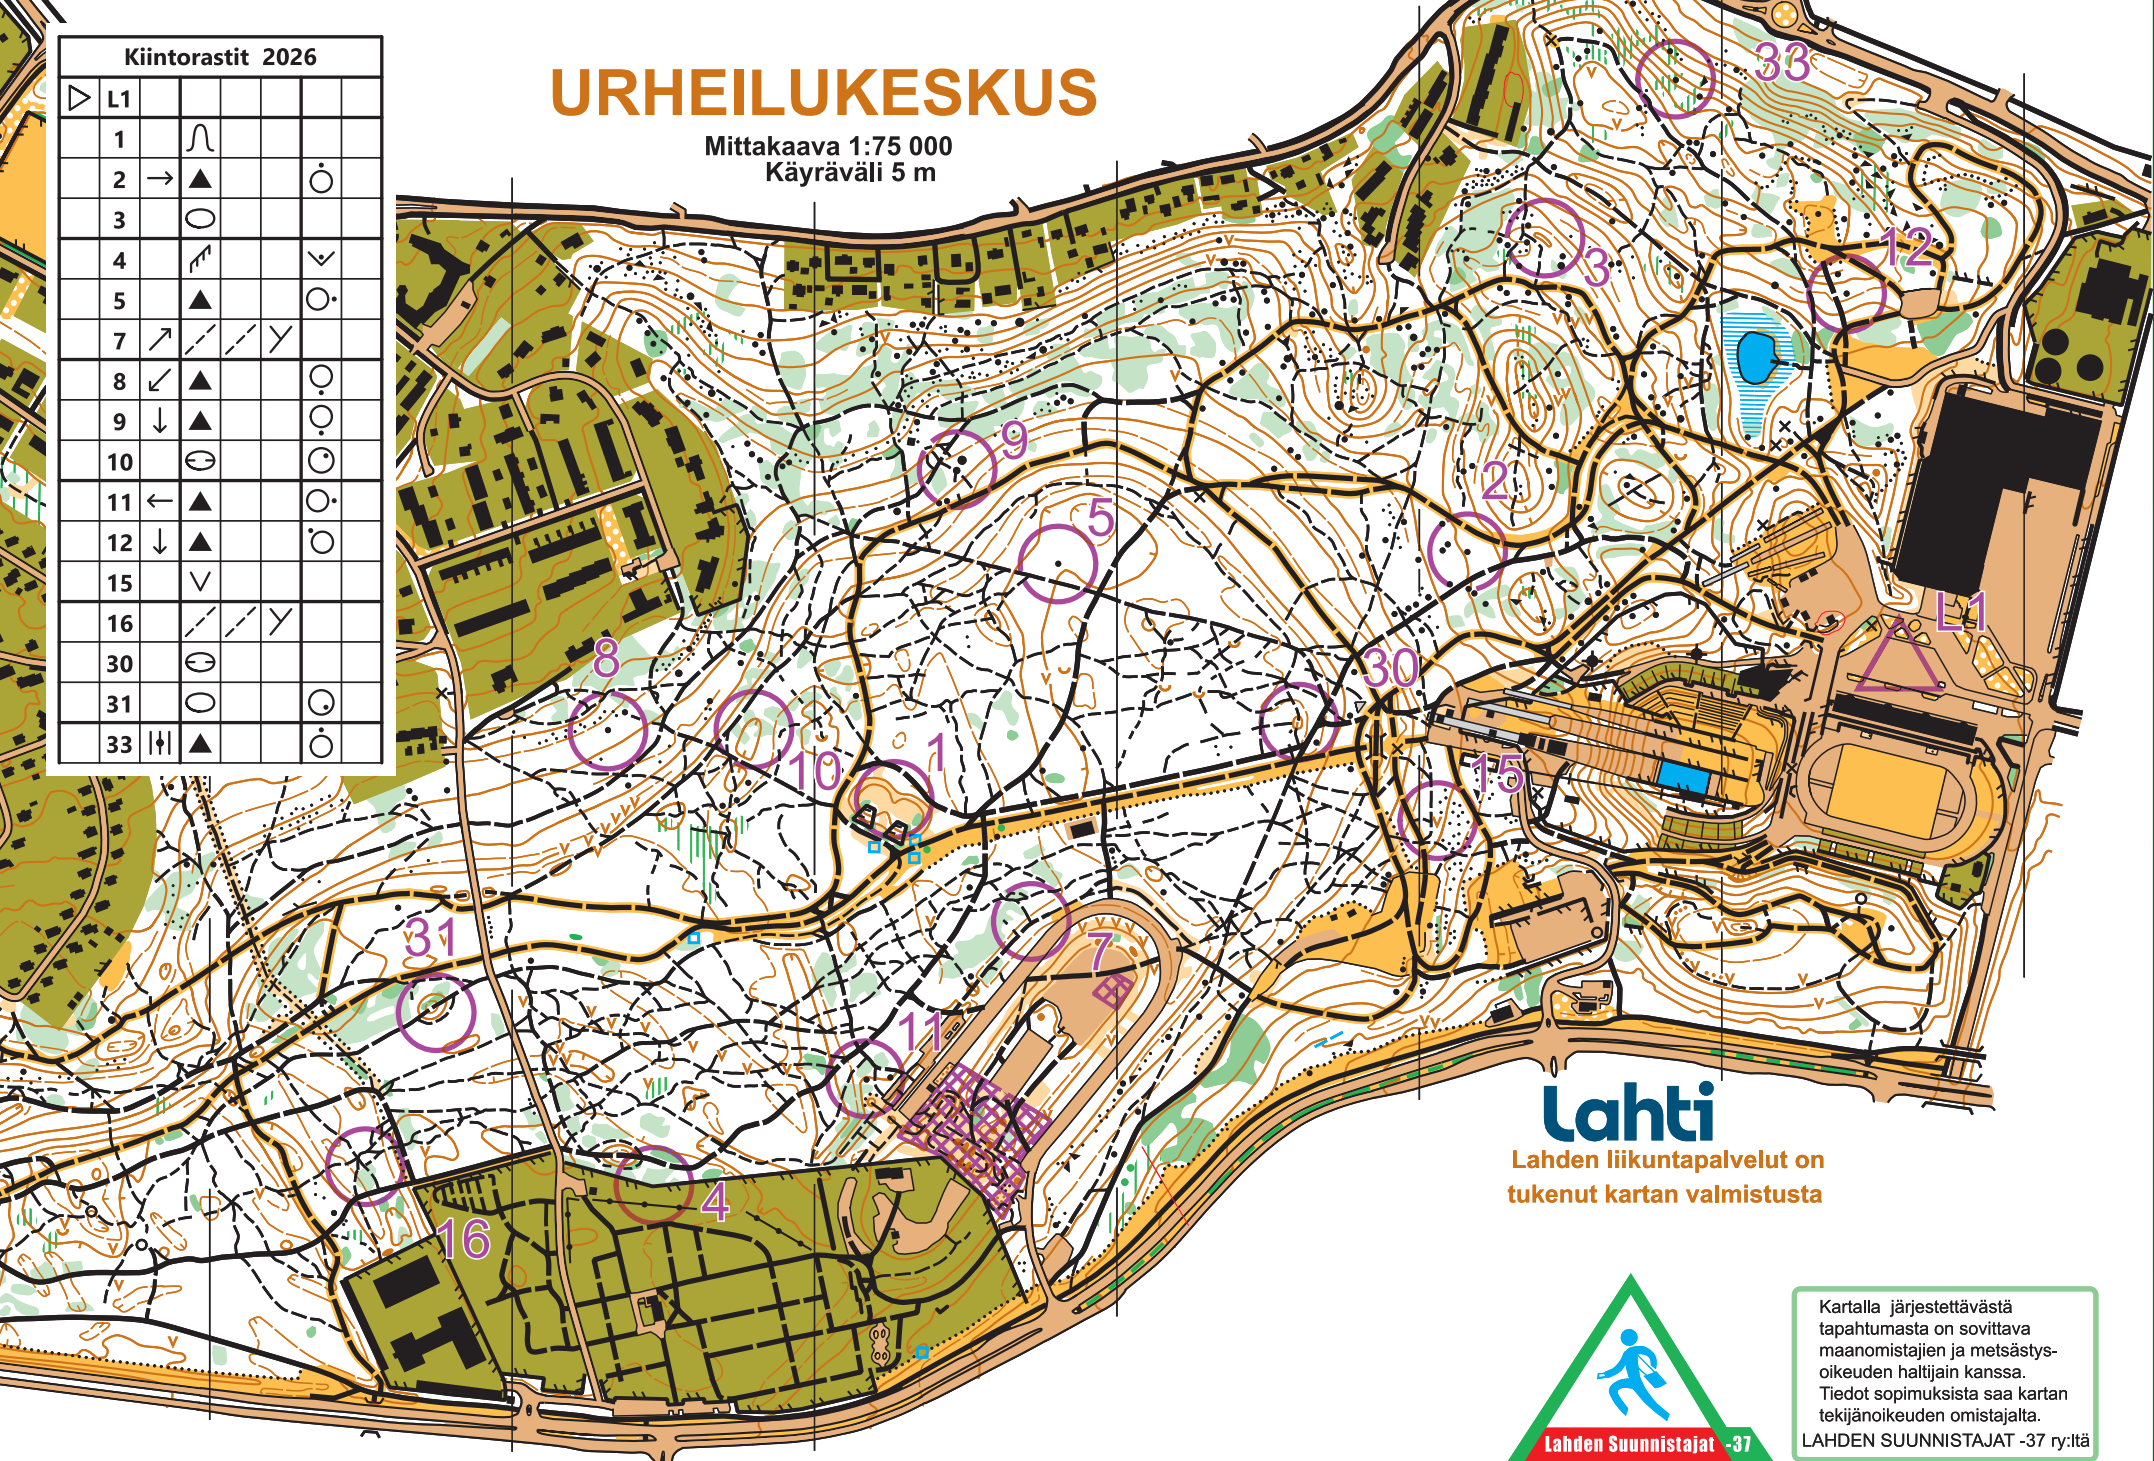 Kiintorastit 2026
L1
1
2
3
4
5
7
8
9
10
11
12
15
16
30
31
33
URHEILUKESKUS
Mittakaava 1:75 000
Käyräväli 5 m
33
3
12
9
2
5
L1
8
30
10
1
15
31
7
11
4
16
Lahti
Lahden liikuntapalvelut on
tukenut kartan valmistusta
Lahden Suunnistajat -37
Kartalla järjestettävästä
tapahtumasta on sovittava
maanomistajien ja metsästys-
oikeuden haltijain kanssa.
Tiedot sopimuksista saa kartan
tekijänoikeuden omistajalta.
LAHDEN SUUNNISTAJAT -37 ry:ltä